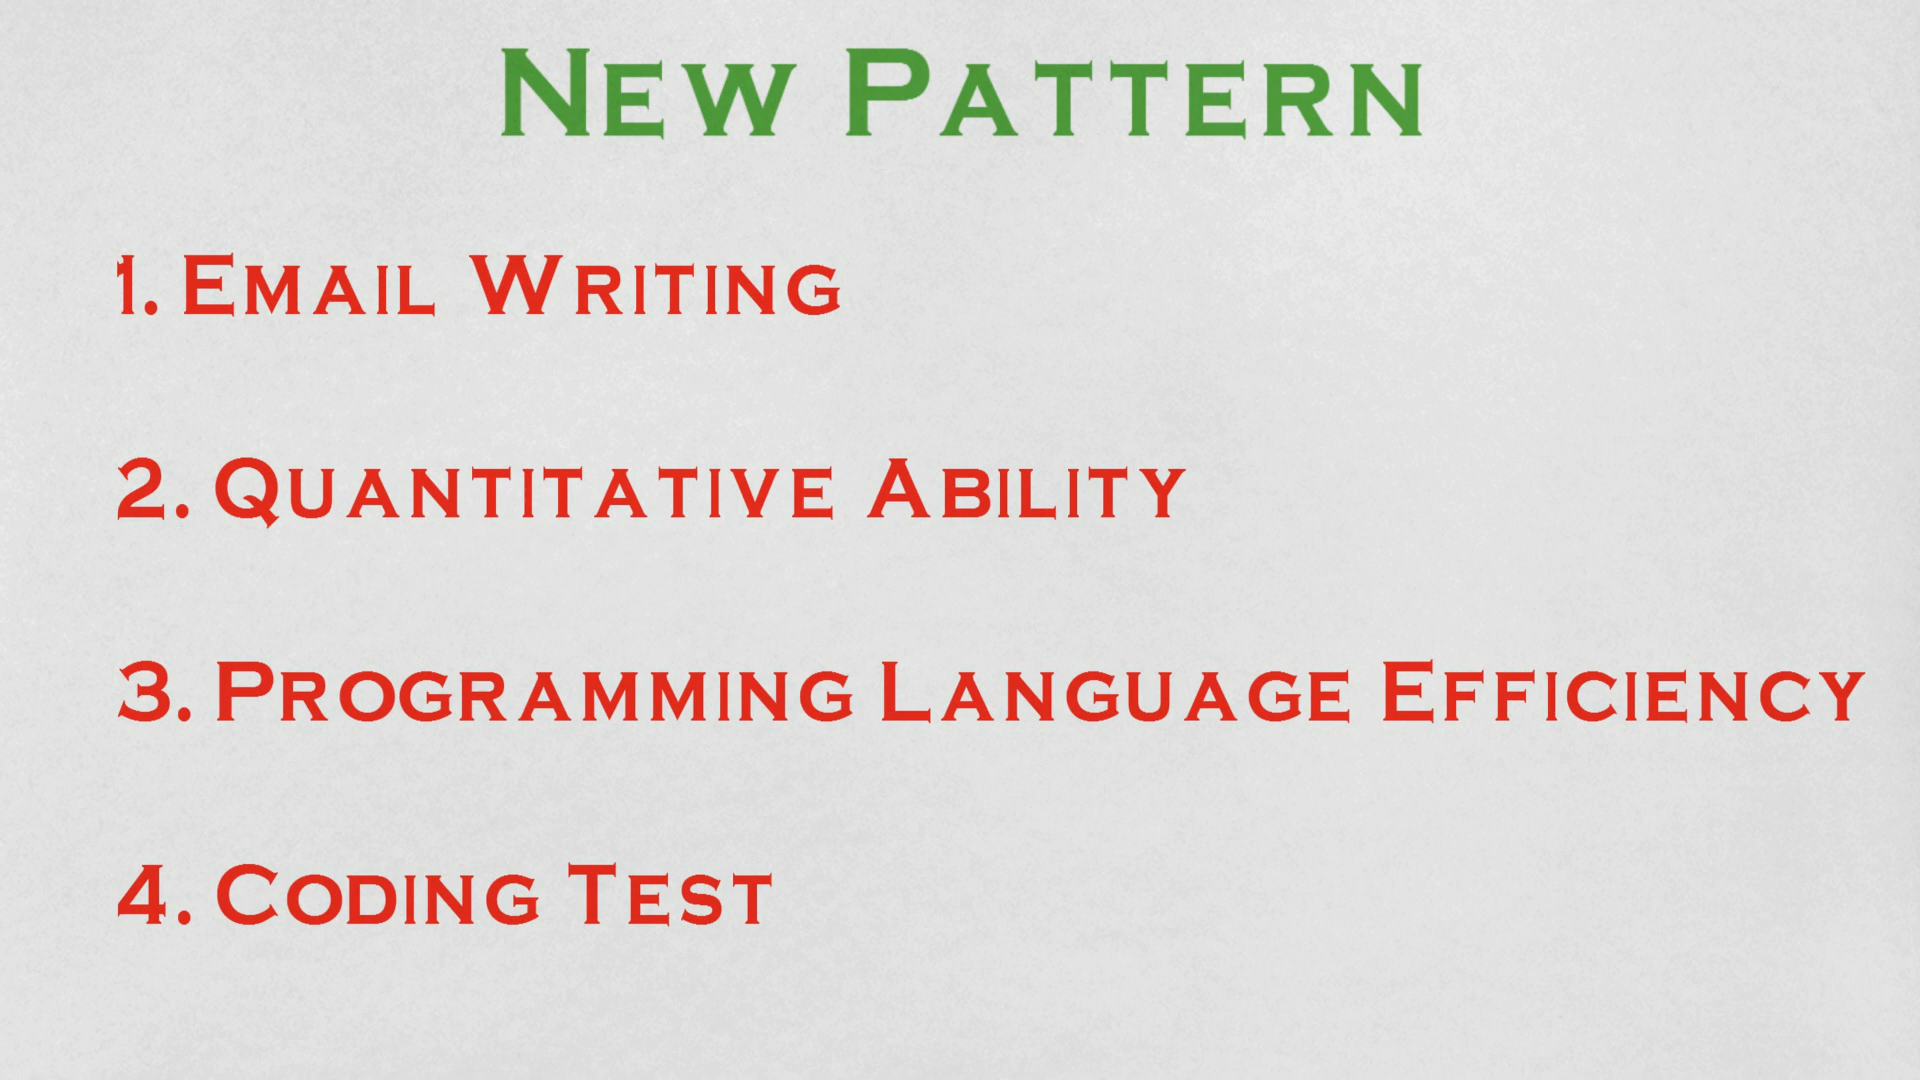 New Pattern
1. Email Writing
2. Quantitative Ability
3. Programming Language Efficiency
4. Coding Test